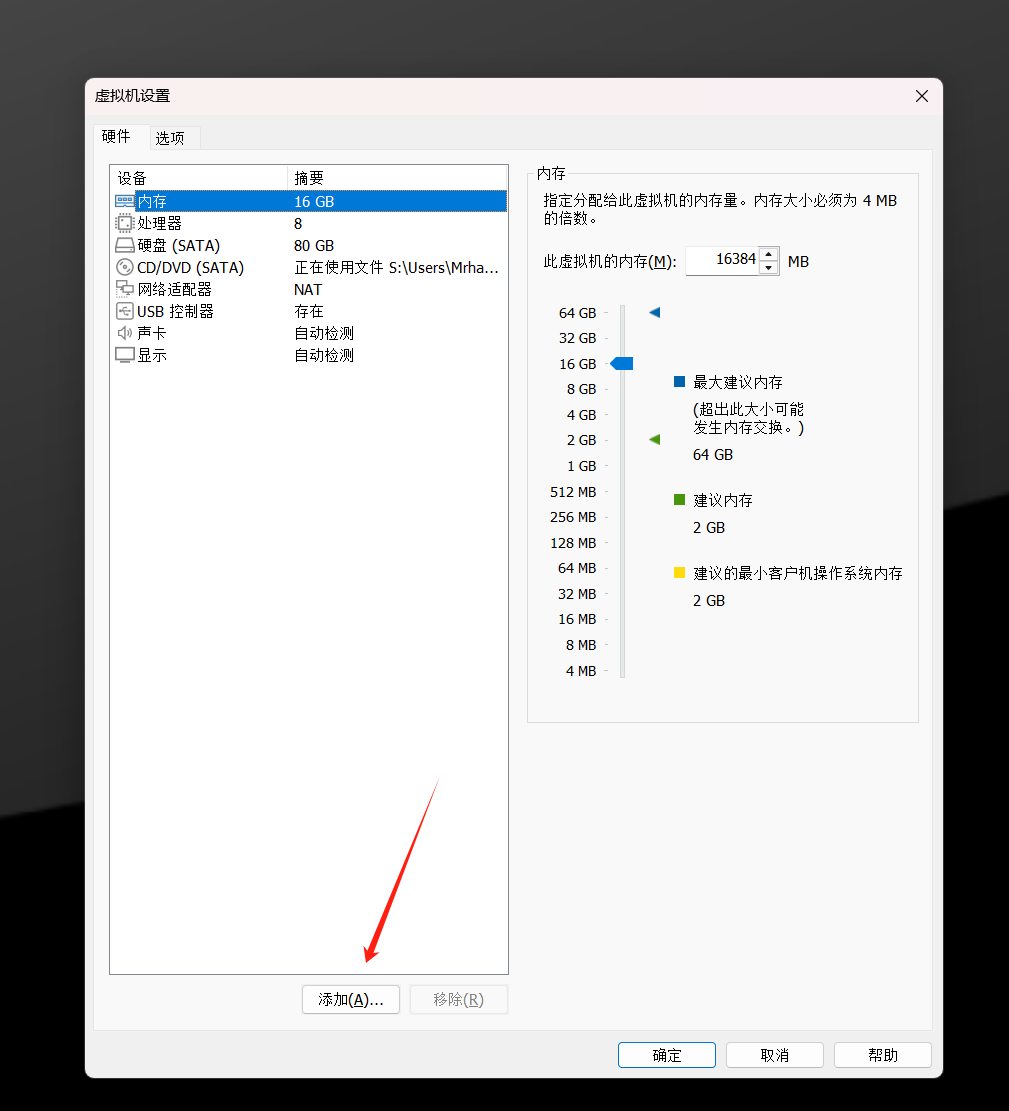 虚拟机设置
硬件 选项
设备 摘要
内存 16 GB
处理器 8
硬盘 (SATA) 80 GB
CD/DVD (SATA) 正在使用文件 S:\Users\Mrha...
网络适配器 NAT
USB 控制器 存在
声卡 自动检测
显示 自动检测
添加(A)... 移除(R)
内存
指定分配给此虚拟机的内存量。内存大小必须为 4 MB
的倍数。
此虚拟机的内存(M): 16384 MB
64 GB
32 GB
16 GB
8 GB
4 GB
2 GB
1 GB
512 MB
256 MB
128 MB
64 MB
32 MB
16 MB
8 MB
4 MB
最大建议内存
(超出此大小可能
发生内存交换。)
64 GB
建议内存
2 GB
建议的最小客户机操作系统内存
2 GB
确定 取消 帮助